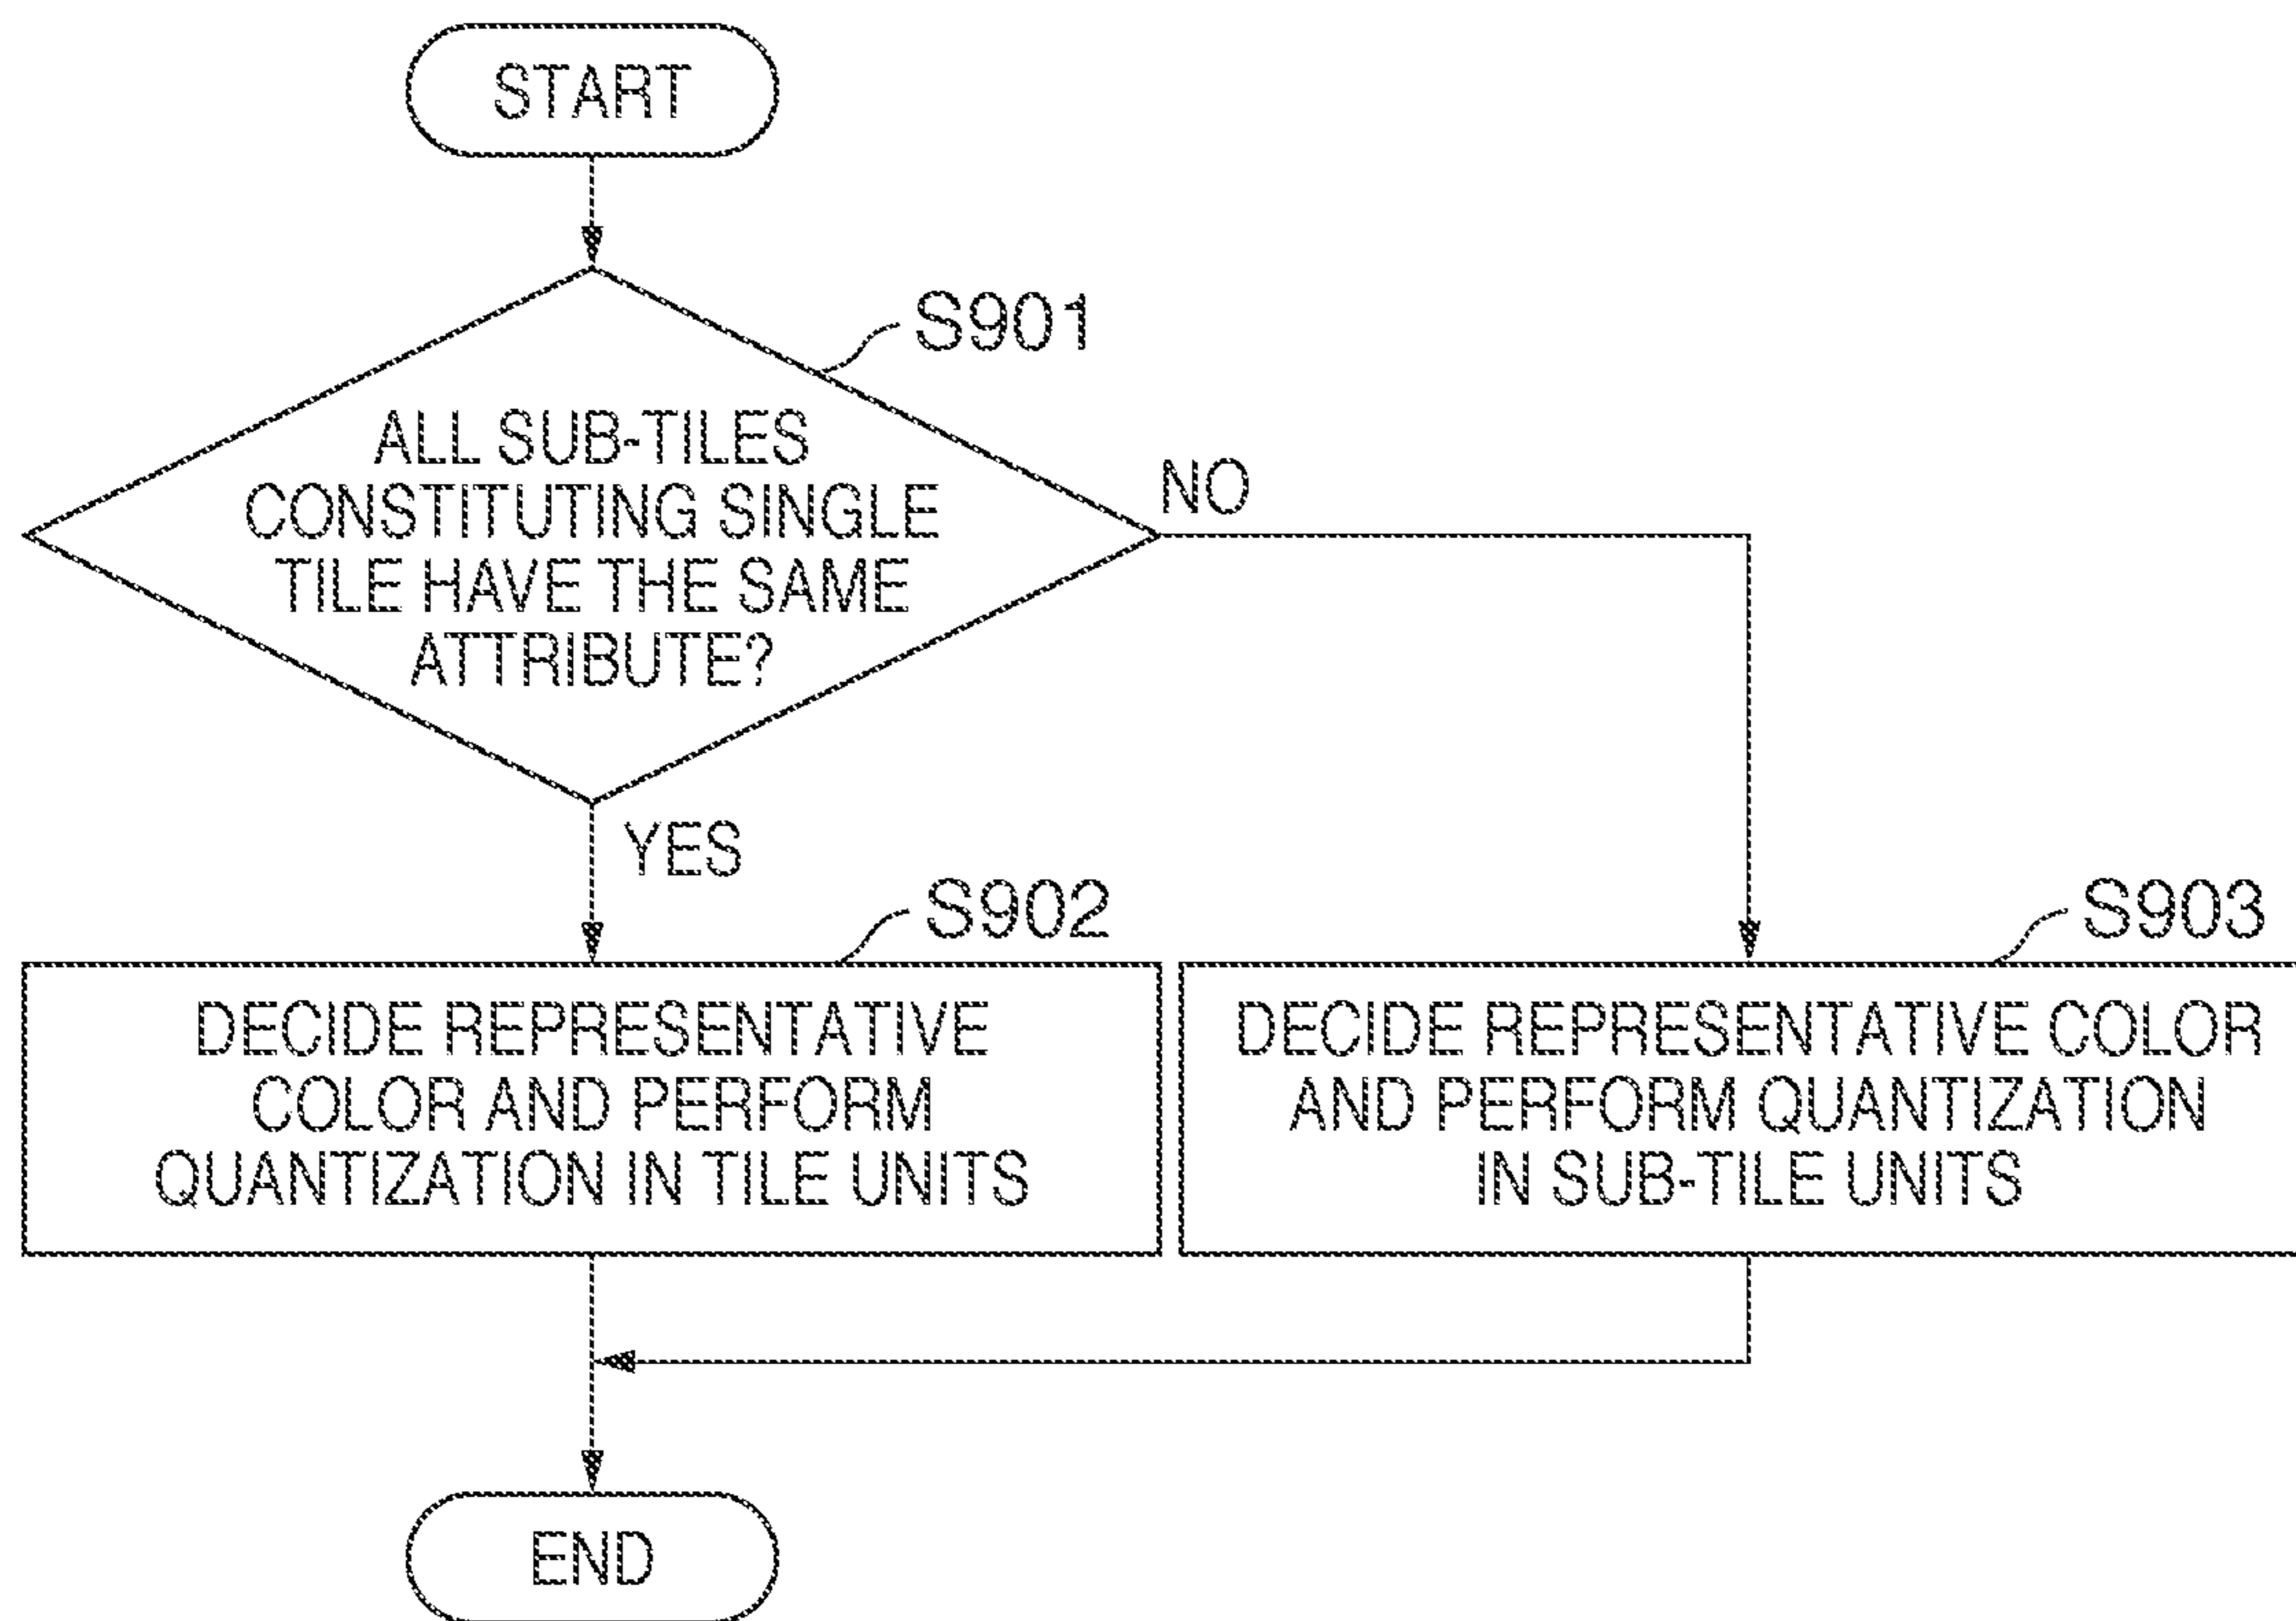 START
S901
ALL SUB-TILES
CONSTITUTING SINGLE
TILE HAVE THE SAME
ATTRIBUTE?
NO
YES
S902
DECIDE REPRESENTATIVE
COLOR AND PERFORM
QUANTIZATION IN TILE UNITS
S903
DECIDE REPRESENTATIVE COLOR
AND PERFORM QUANTIZATION
IN SUB-TILE UNITS
END